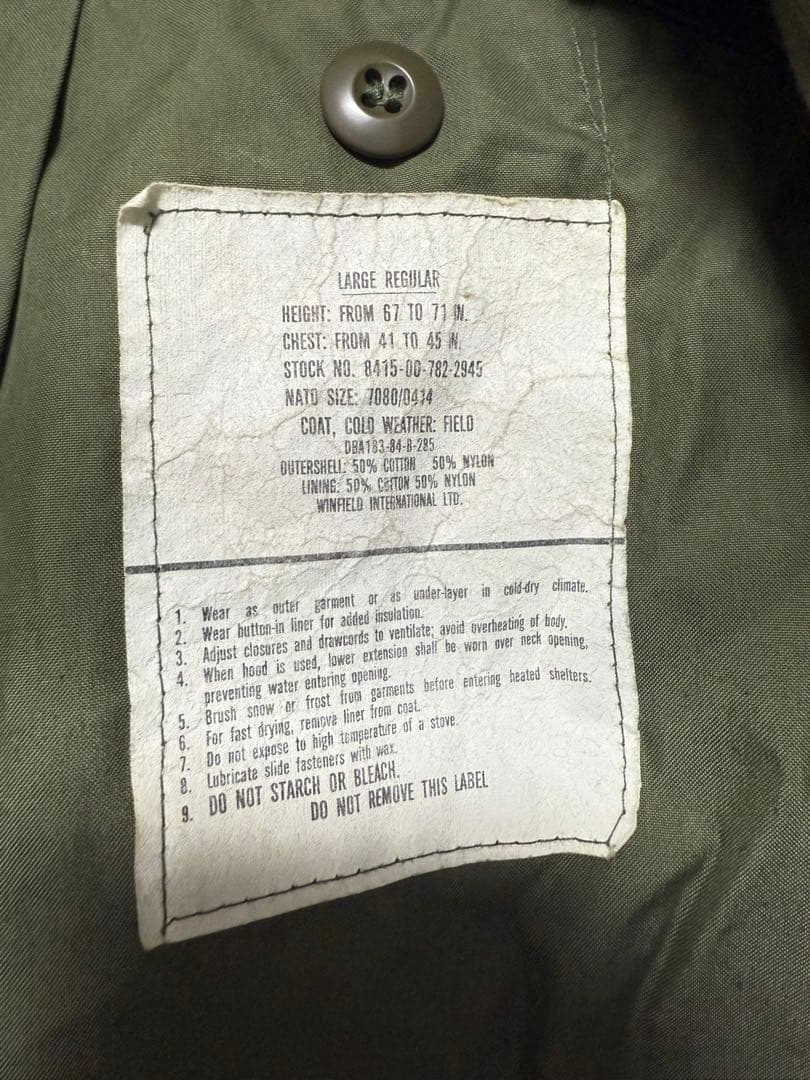 LARGE REGULAR
HEIGHT: FROM 67 TO 71 IN.
CHEST: FROM 41 TO 45 IN.
STOCK NO. 8415-00-782-2945
NATO SIZE: 7080/0414
COAT, COLD WEATHER: FIELD
DBA183-84-B-285
OUTERSHELL: 50% COTTON 50% NYLON
LINING: 50% COTTON 50% NYLON
WINFIELD INTERNATIONAL LTD.
1. Wear as outer garment or as under-layer in cold-dry climate.
2. Wear button-in liner for added insulation.
3. Adjust closures and drawcords to ventilate; avoid overheating of body.
4. When hood is used, lower extension shall be worn over neck opening,
preventing water entering opening.
5. Brush snow or frost from garments before entering heated shelters.
6. For fast drying, remove liner from coat.
7. Do not expose to high temperature of a stove.
8. Lubricate slide fasteners with wax.
9. DO NOT STARCH OR BLEACH.
DO NOT REMOVE THIS LABEL